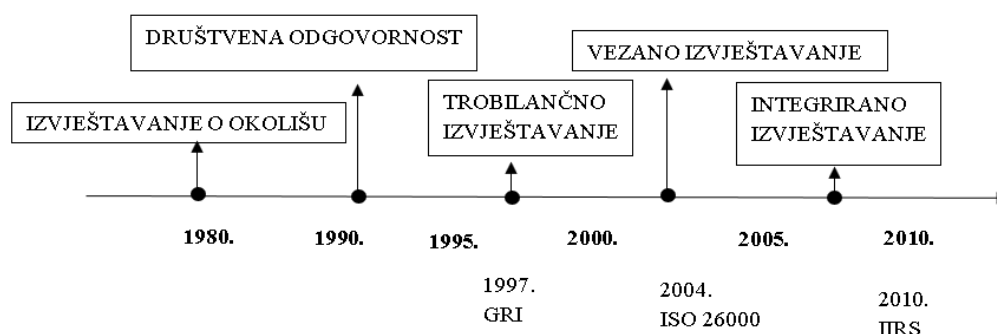 DRUŠTVENA ODGOVORNOST
VEZANO IZVJEŠTAVANJE
IZVJEŠTAVANJE O OKOLIŠU
TROBILANČNO
IZVJEŠTAVANJE
INTEGRIRANO
IZVJEŠTAVANJE
1980.
1990.
1995.
2000.
2005.
2010.
1997.
GRI
2004.
ISO 26000
2010.
IIRS